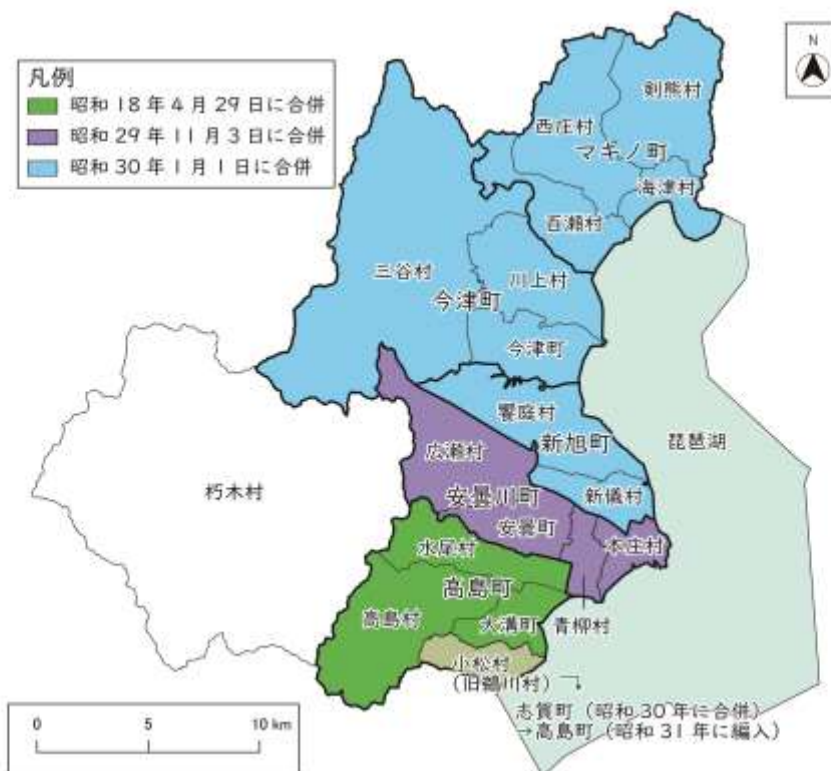 N
凡例
昭和18年4月29日に合併
昭和29年11月3日に合併
昭和30年1月1日に合併
剣熊村
西庄村
マキノ町
海津村
百瀬村
三谷村
川上村
今津町
今津町
饗庭村
新旭町
琵琶湖
広瀬村
朽木村
新儀村
安曇川町
安曇町
本庄村
水尾村
高島町
高島村
大溝町
青柳村
小松村
(旧鵜川村)
志賀町(昭和30年に合併)
→高島町(昭和31年に編入)
0 5 10 km